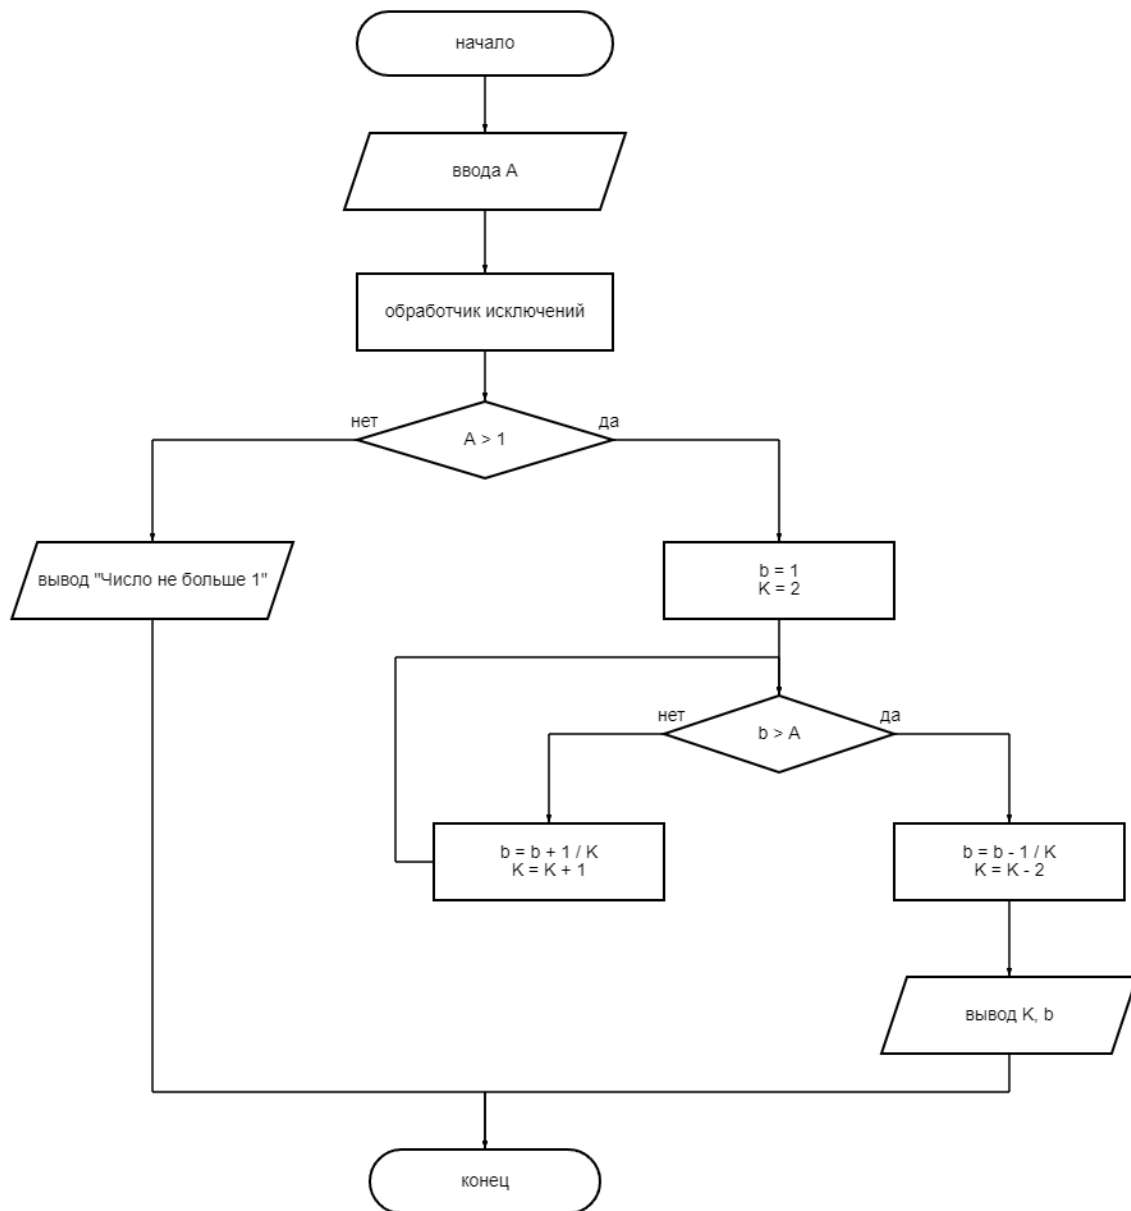 начало
ввода A
обработчик исключений
нет
да
A > 1
вывод "Число не больше 1"
b = 1
K = 2
нет
да
b > A
b = b + 1 / K
K = K + 1
b = b - 1 / K
K = K - 2
вывод K, b
конец